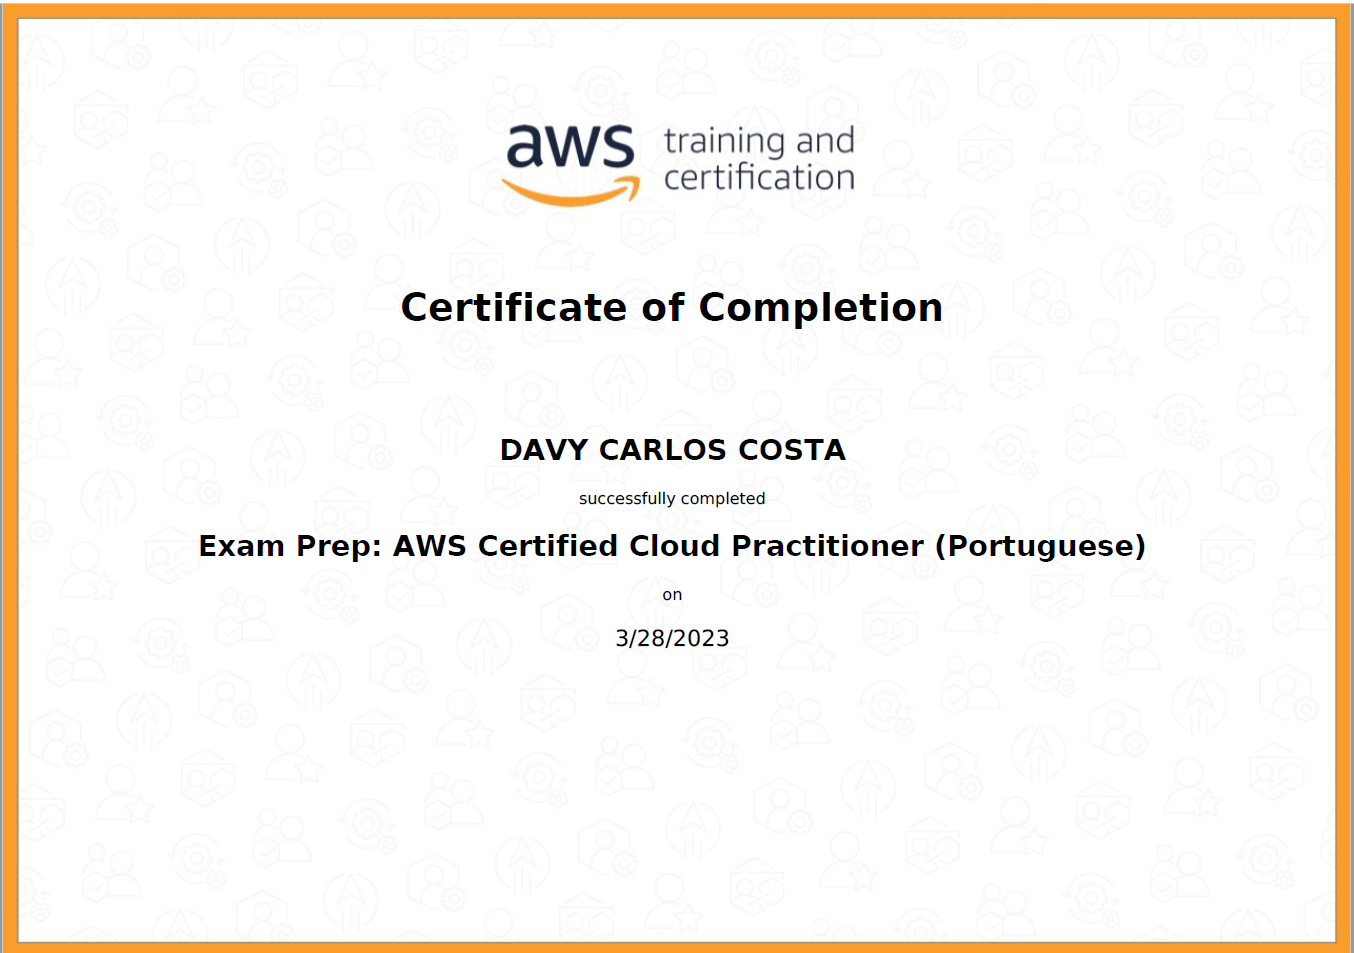 aws training and
certification
Certificate of Completion
DAVY CARLOS COSTA
successfully completed
Exam Prep: AWS Certified Cloud Practitioner (Portuguese)
on
3/28/2023